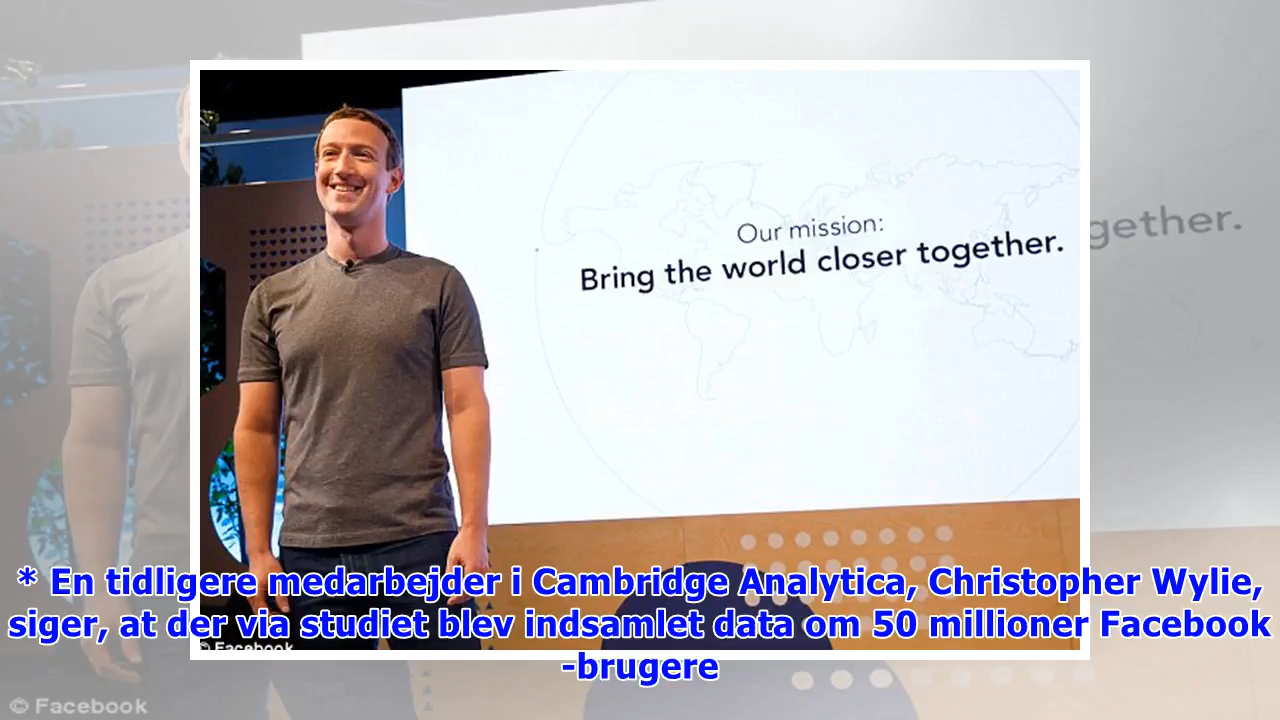 Our mission:
Bring the world closer together.
gether.
* En tidligere medarbejder i Cambridge Analytica, Christopher Wylie,
siger, at der via studiet blev indsamlet data om 50 millioner Facebook
-brugere
© Facebook
© Facebook